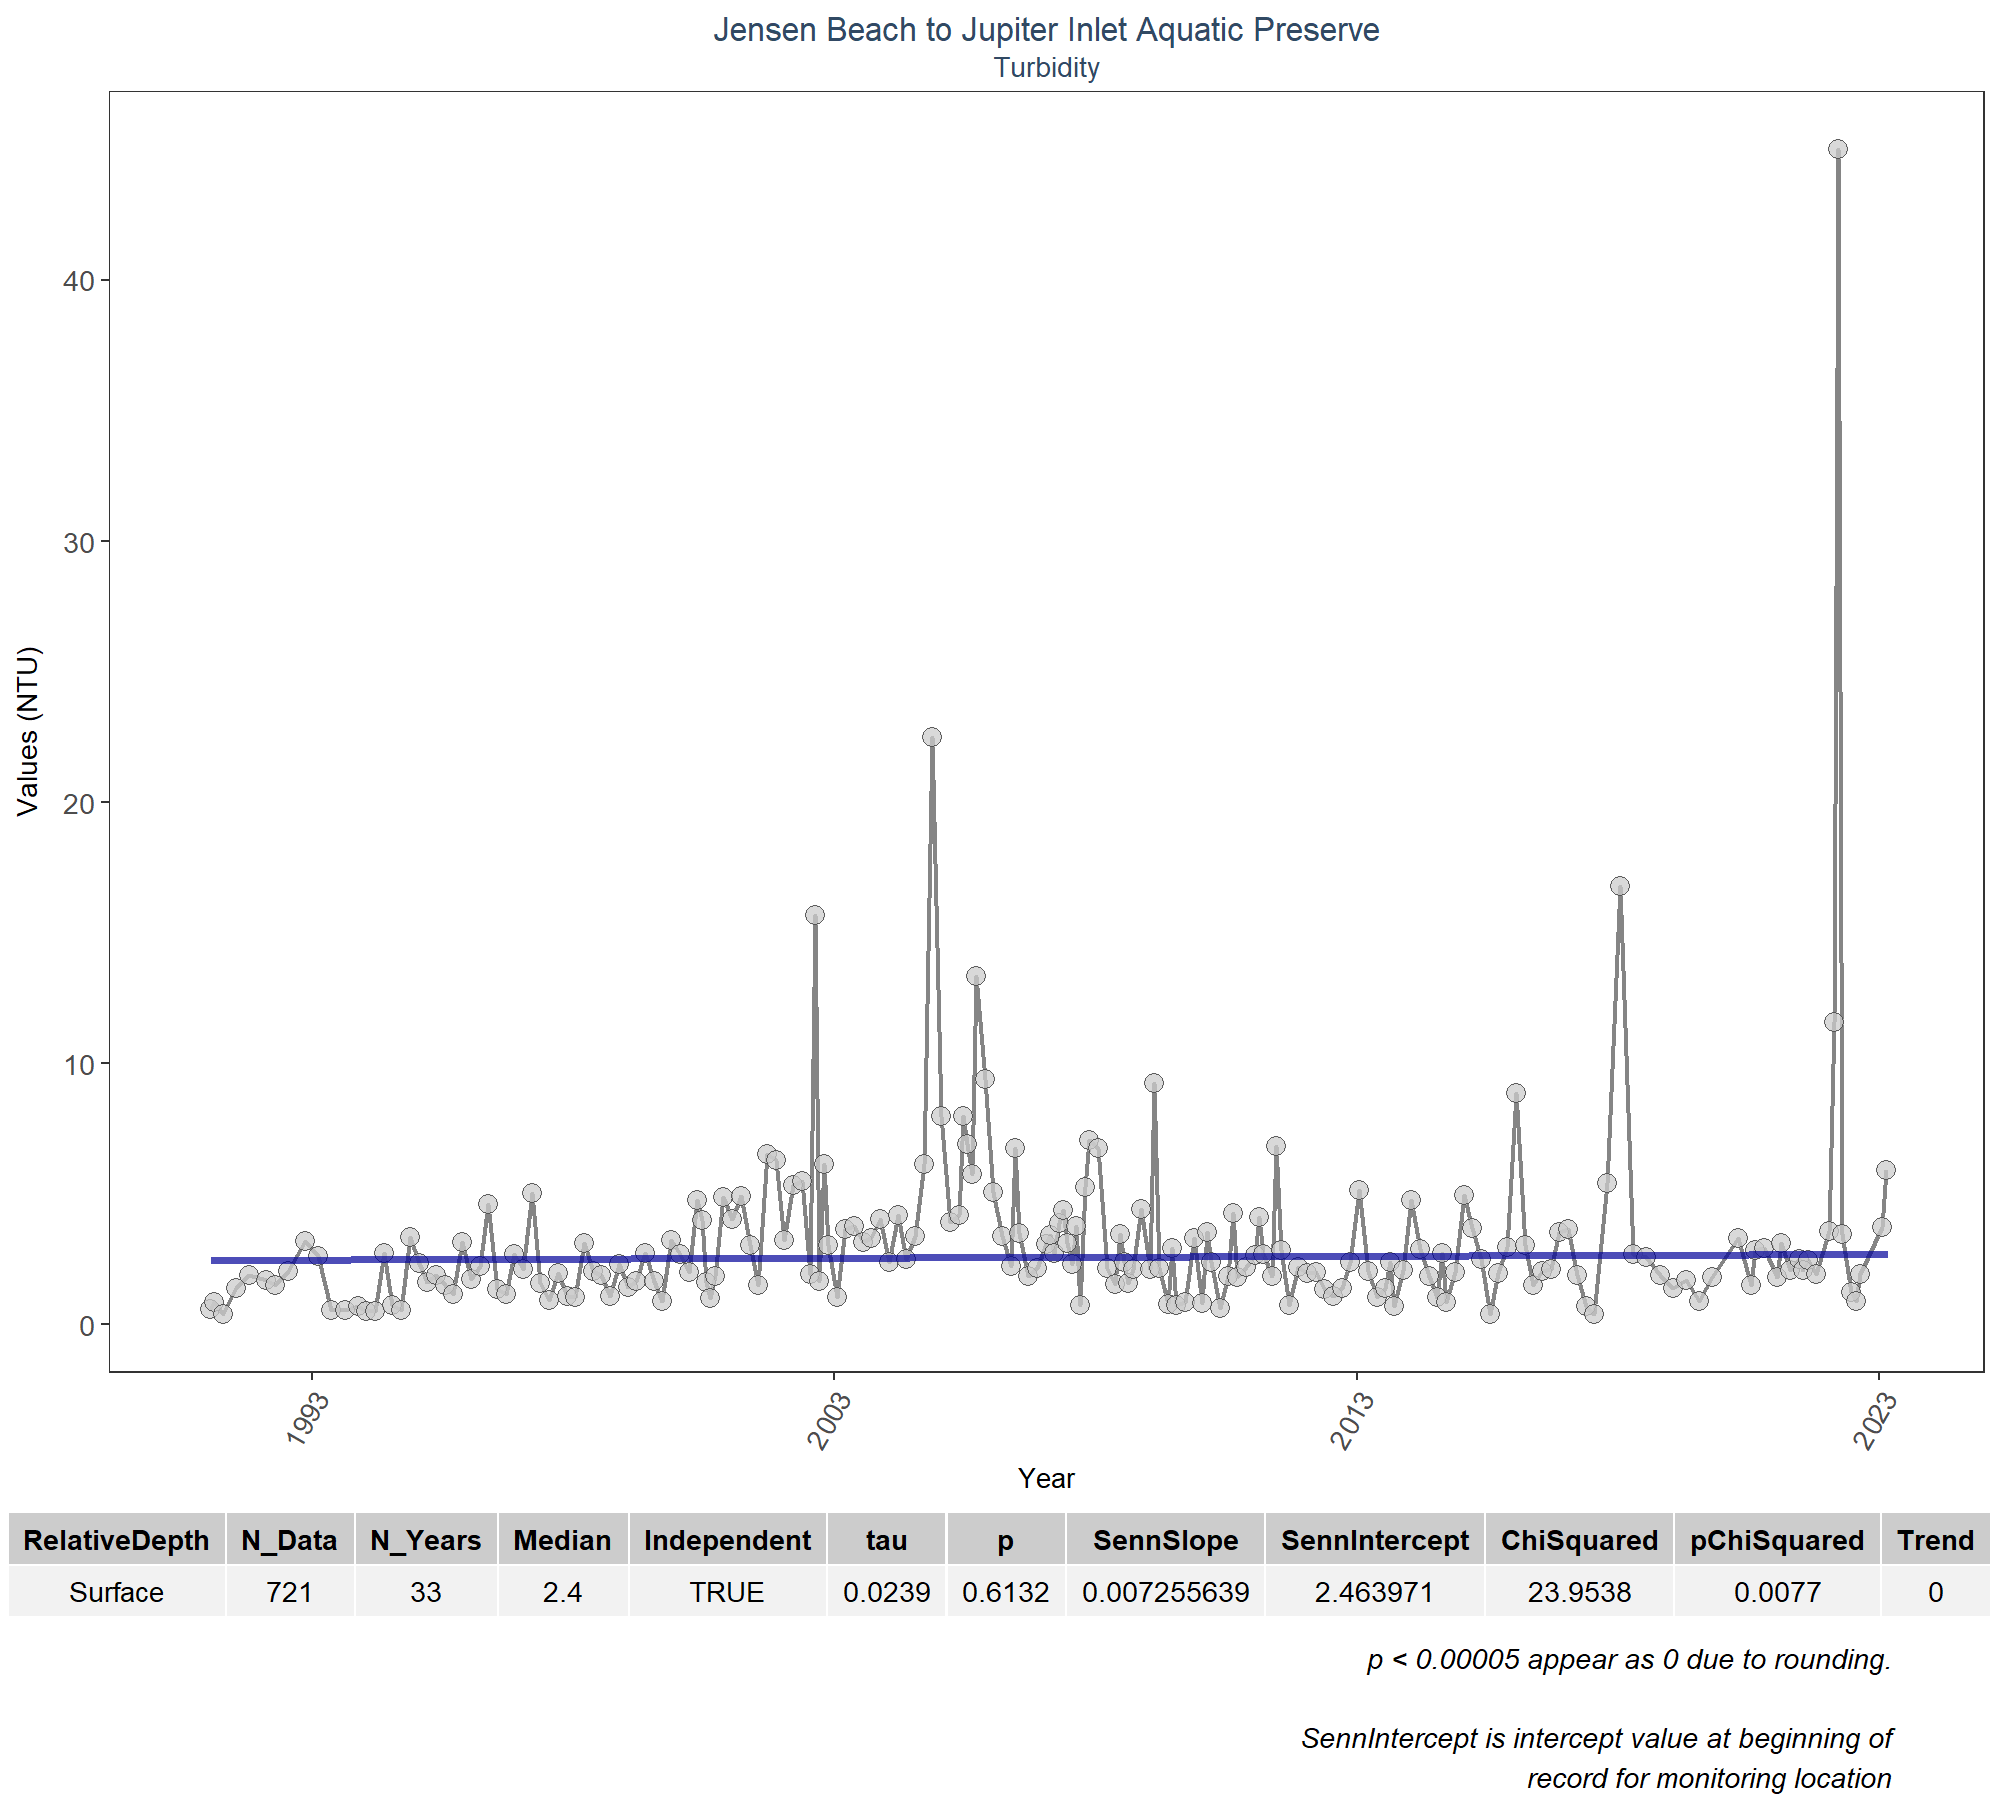 Jensen Beach to Jupiter Inlet Aquatic Preserve
Turbidity
Values (NTU)
40
30
20
10
0
1993
2003
2013
2023
Year
RelativeDepth N_Data N_Years Median Independent tau p SennSlope SennIntercept ChiSquared pChiSquared Trend
Surface 721 33 2.4 TRUE 0.0239 0.6132 0.007255639 2.463971 23.9538 0.0077 0
p < 0.00005 appear as 0 due to rounding.
SennIntercept is intercept value at beginning of
record for monitoring location